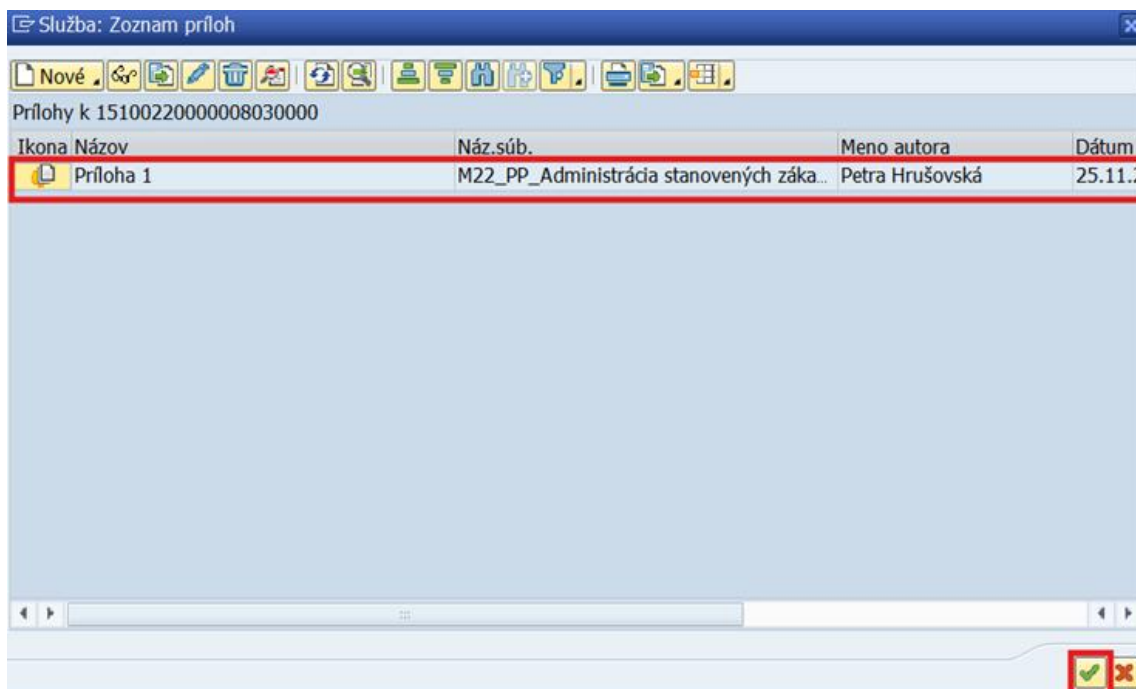 Služba: Zoznam príloh
Nové
Prílohy k 15100220000008030000
Ikona Názov Náz.súb. Meno autora Dátum
Príloha 1 M22_PP_Administrácia stanovených záka... Petra Hrušovská 25.11.